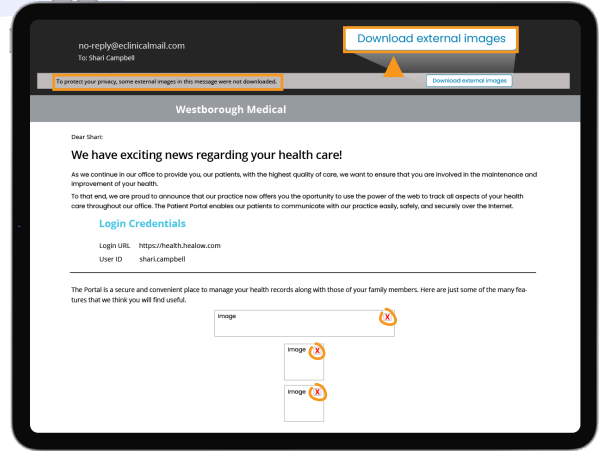 Download external images
no-reply@eclinicalmail.com
To: Shari Campbell
To protect your privacy, some external images in this message were not downloaded.
Download external images
Westborough Medical
Dear Shari:
We have exciting news regarding your health care!
As we continue in our office to provide you, our patients, with the highest quality of care, we want to ensure that you are involved in the maintenance and
improvement of your health.
To that end, we are proud to announce that our practice now offers you the oportunity to use the power of the web to track all aspects of your health
care throughout our office. The Patient Portal enables our patients to communicate with our practice easily, safely, and securely over the Internet.
Login Credentials
Login URL https://health.healow.com
User ID shari.campbell
The Portal is a secure and convenient place to manage your health records along with those of your family members. Here are just some of the many fea-
tures that we think you will find useful.
Image X
Image X
Image X